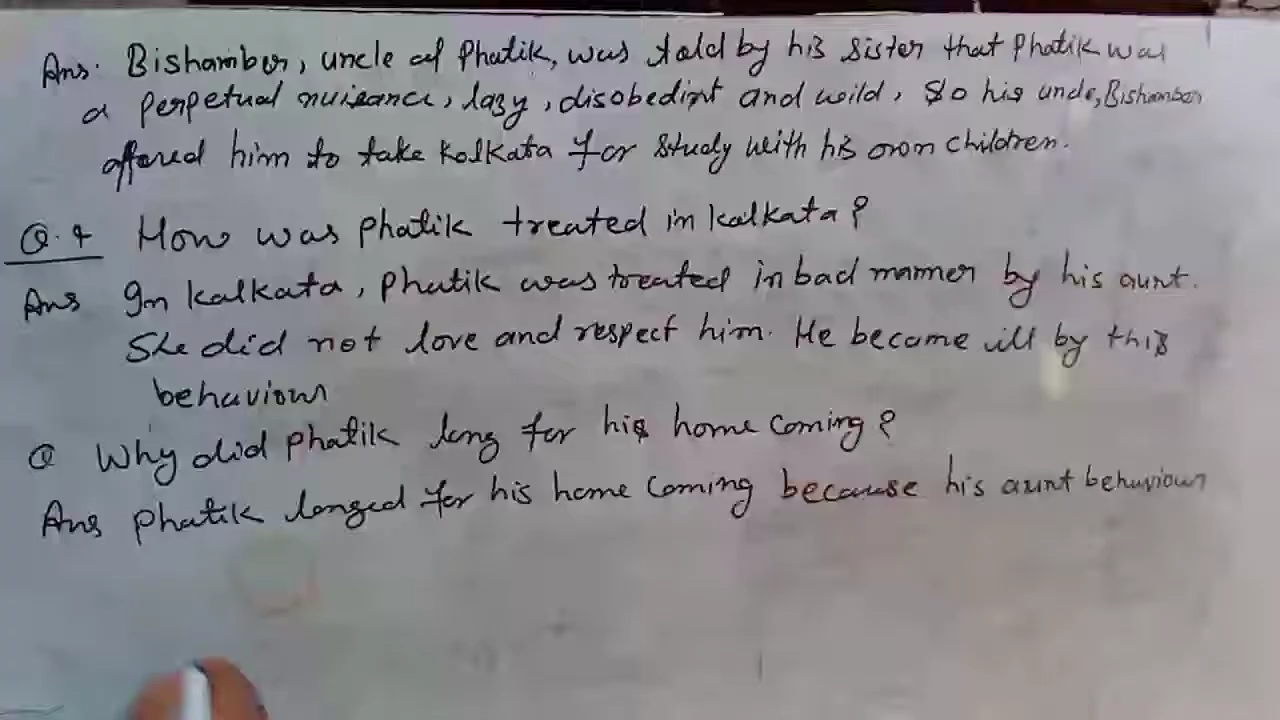 Ans. Bishamber, uncle of Phatik, was told by his sister that Phatik was
a perpetual nuisance, lazy, disobedint and wild, So his uncle, Bishamber
offered him to take Kolkata for study with his own children.
Q.4 How was phatik treated in kalkata?
Ans In kalkata, phatik was treated in bad manner by his aunt.
She did not love and respect him. He became ill by this
behaviour
Q Why did phatik long for his home coming?
Ans phatik longed for his home coming because his aunt behaviour